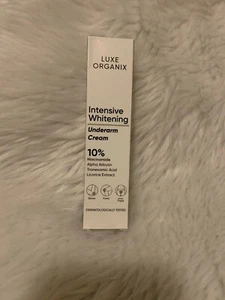 LUXE
ORGANIX
Intensive
Whitening
Underarm
Cream
10%
Niacinamide
Alpha Arbutin
Tranexamic Acid
Licorice Extract
DERMATOLOGICALLY TESTED